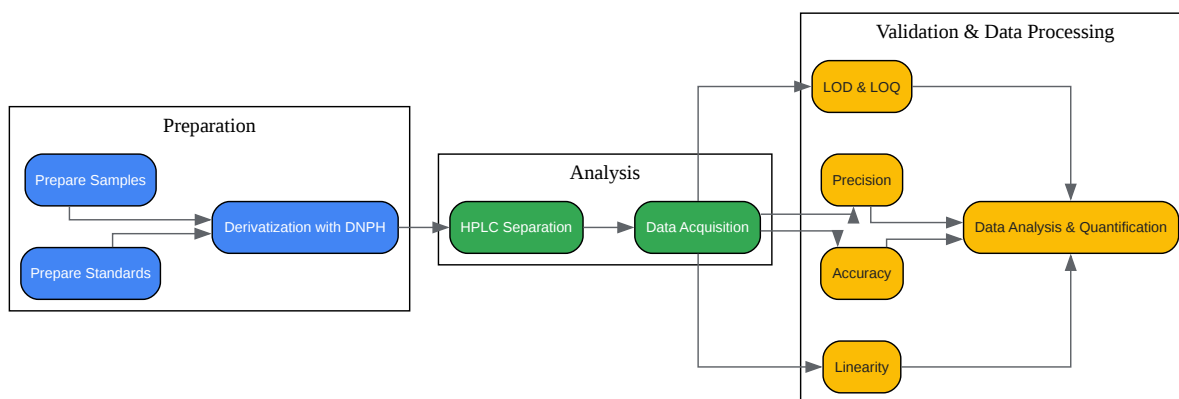 Preparation
Prepare Samples
Prepare Standards
Derivatization with DNPH
Analysis
HPLC Separation
Data Acquisition
Validation & Data Processing
LOD & LOQ
Precision
Accuracy
Linearity
Data Analysis & Quantification